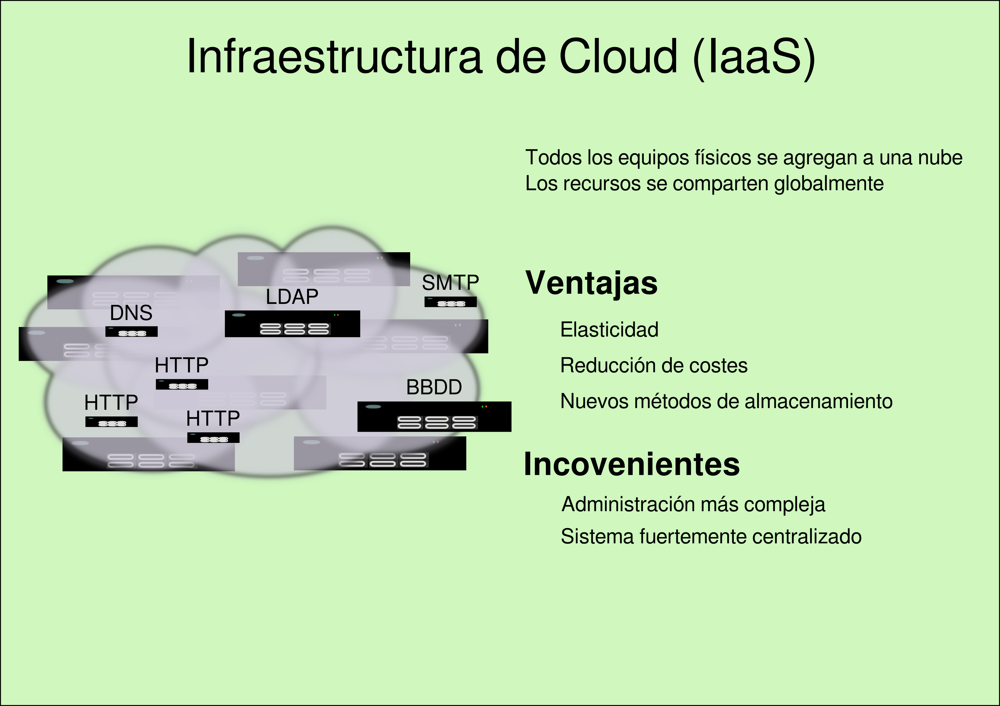 Infraestructura de Cloud (IaaS)
Todos los equipos físicos se agregan a una nube
Los recursos se comparten globalmente
SMTP
LDAP
DNS
HTTP
BBDD
HTTP
HTTP
Ventajas
Elasticidad
Reducción de costes
Nuevos métodos de almacenamiento
Incovenientes
Administración más compleja
Sistema fuertemente centralizado